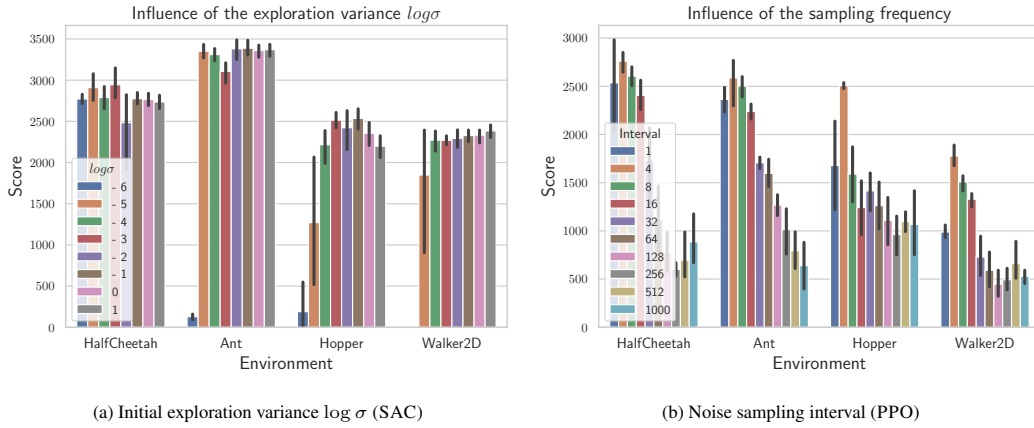 Influence of the exploration variance logσ
3500
3000
2500
2000
1500
1000
500
0
Score
logσ
- 6
- 5
- 4
- 3
- 2
- 1
0
1
HalfCheetah Ant Hopper Walker2D
Environment
(a) Initial exploration variance log σ (SAC)
Influence of the sampling frequency
3000
2500
2000
1500
1000
500
0
Score
Interval
1
4
8
16
32
64
128
256
512
1000
HalfCheetah Ant Hopper Walker2D
Environment
(b) Noise sampling interval (PPO)